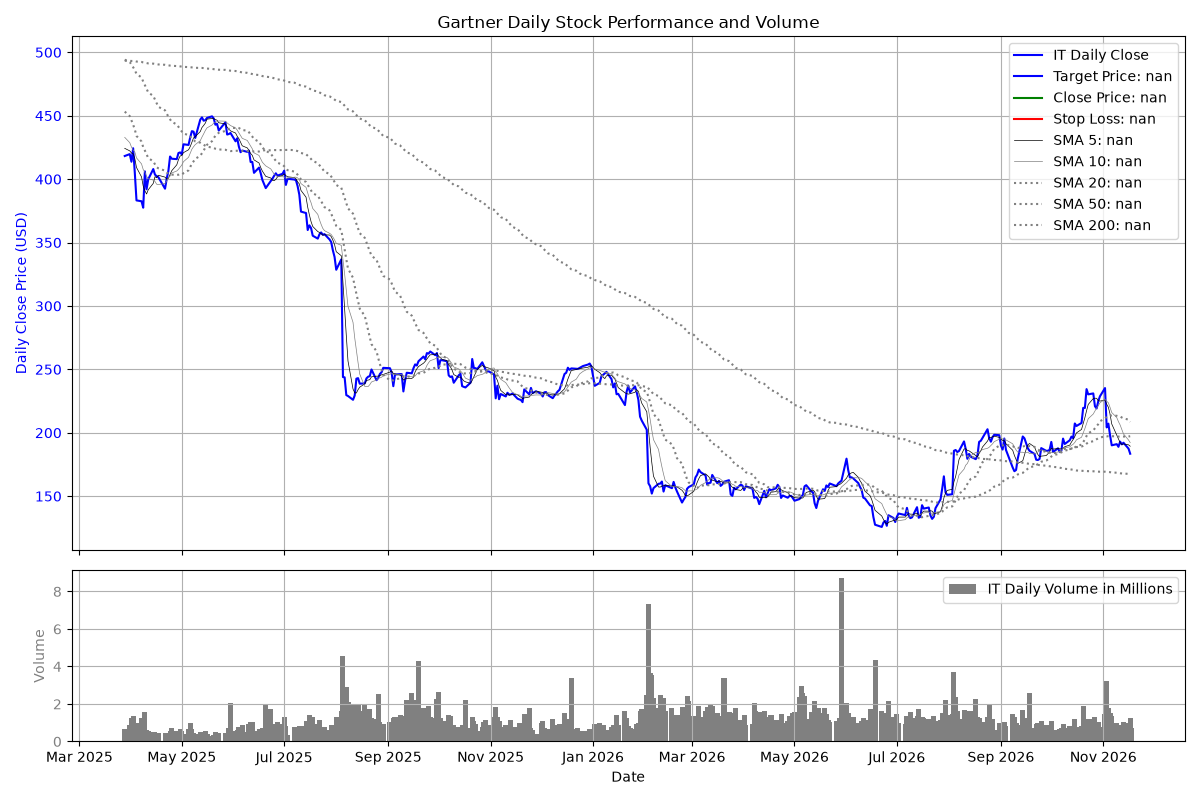 Gartner Daily Stock Performance and Volume
500
450
400
350
300
250
200
150
Daily Close Price (USD)
IT Daily Close
Target Price: nan
Close Price: nan
Stop Loss: nan
SMA 5: nan
SMA 10: nan
SMA 20: nan
SMA 50: nan
SMA 200: nan
8
6
4
2
0
Volume
IT Daily Volume in Millions
Mar 2025
May 2025
Jul 2025
Sep 2025
Nov 2025
Jan 2026
Mar 2026
May 2026
Jul 2026
Sep 2026
Nov 2026
Date